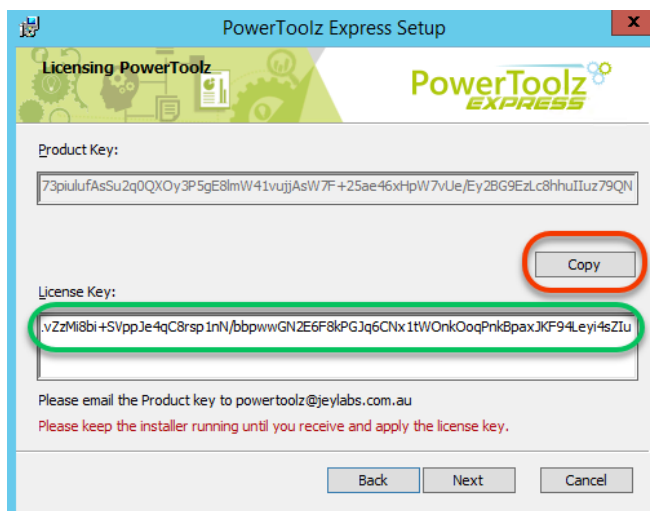 PowerToolz Express Setup
x
Licensing PowerToolz
PowerToolz
EXPRESS
Product Key:
73piulufAsSu2q0QXOy3P5gE8lmW41vujjAsW7F+25ae46xHpW7vUe/Ey2BG9EzLc8hhuIIuz79QN
Copy
License Key:
.vZzMi8bi+SVppJe4qC8rsp1nN/bbpwwGN2E6F8kPGJq6CNx1tWOnkOoqPnkBpaxJKF94Leyi4sZIu
Please email the Product key to powertoolz@jeylabs.com.au
Please keep the installer running until you receive and apply the license key.
Back Next Cancel